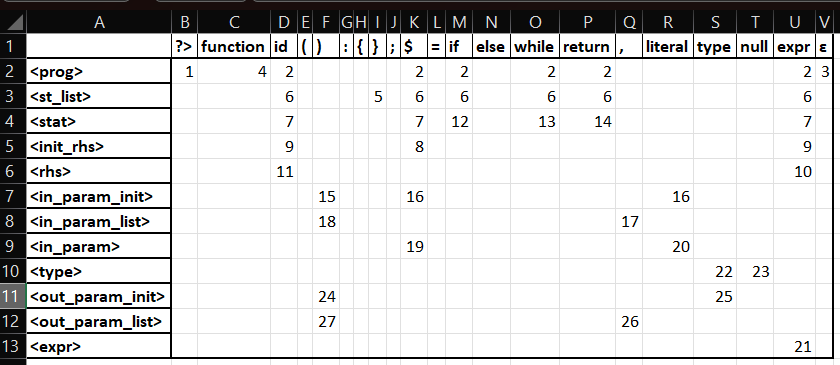 A B C D E F G H I J K L M N O P Q R S T U V
1 ?> function id ( ) : { } ; $ = if else while return , literal type null expr ε
2 <prog> 1 4 2 2 2 2 2 2 3
3 <st_list> 6 5 6 6 6 6 6
4 <stat> 7 7 12 13 14 7
5 <init_rhs> 9 8 9
6 <rhs> 11 10
7 <in_param_init> 15 16 16
8 <in_param_list> 18 17
9 <in_param> 19 20
10 <type> 22 23
11 <out_param_init> 24 25
12 <out_param_list> 27 26
13 <expr> 21